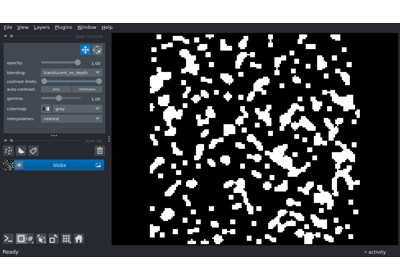 File View Layers Plugins Window Help
opacity: 1.00
blending: translucent_no_depth
contrast limits:
auto-contrast: once continuous
gamma: 1.00
colormap: gray
interpolation: nearest
blobs
Ready
activity